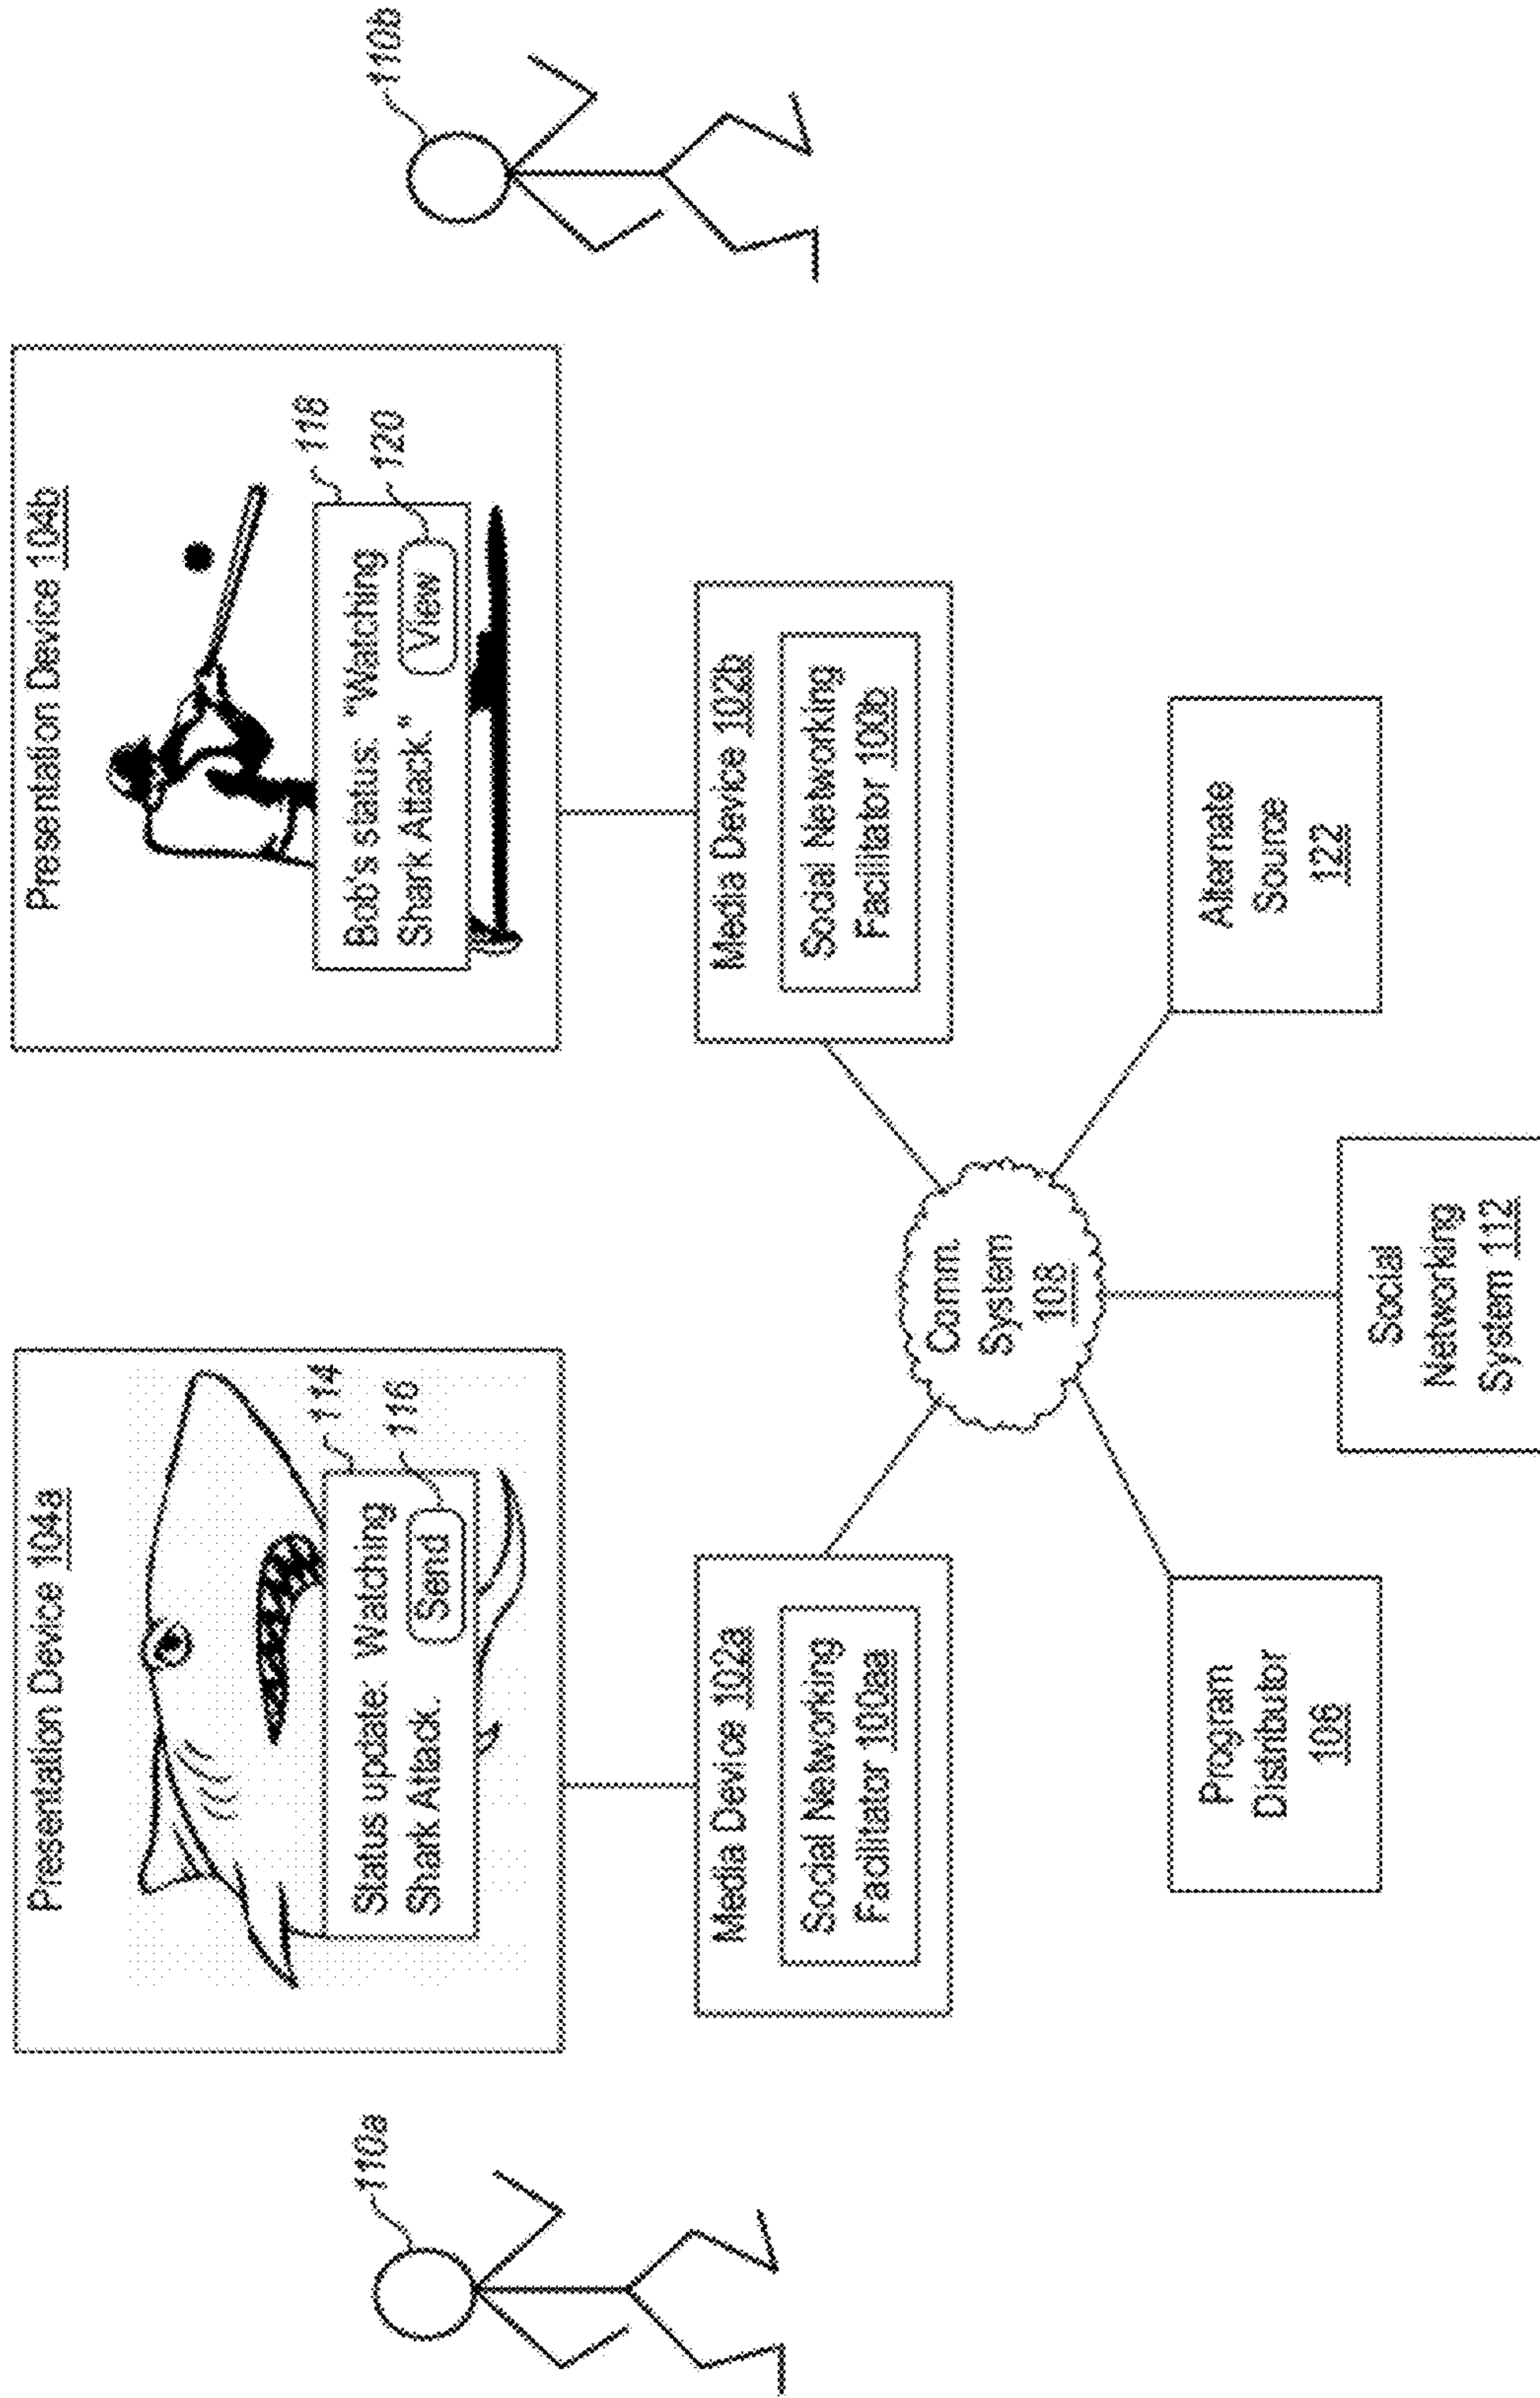 Presentation Device 104a
114
Status update: Watching
116
Shark Attack.
Send
110a
Media Device 102a
Social Networking
Facilitator 100aa
Presentation Device 104b
118
Bob's status: "Watching
120
Shark Attack."
View
110b
Media Device 102b
Social Networking
Facilitator 100b
Comm.
System
108
Program
Distributor
106
Social
Networking
System 112
Alternate
Source
122